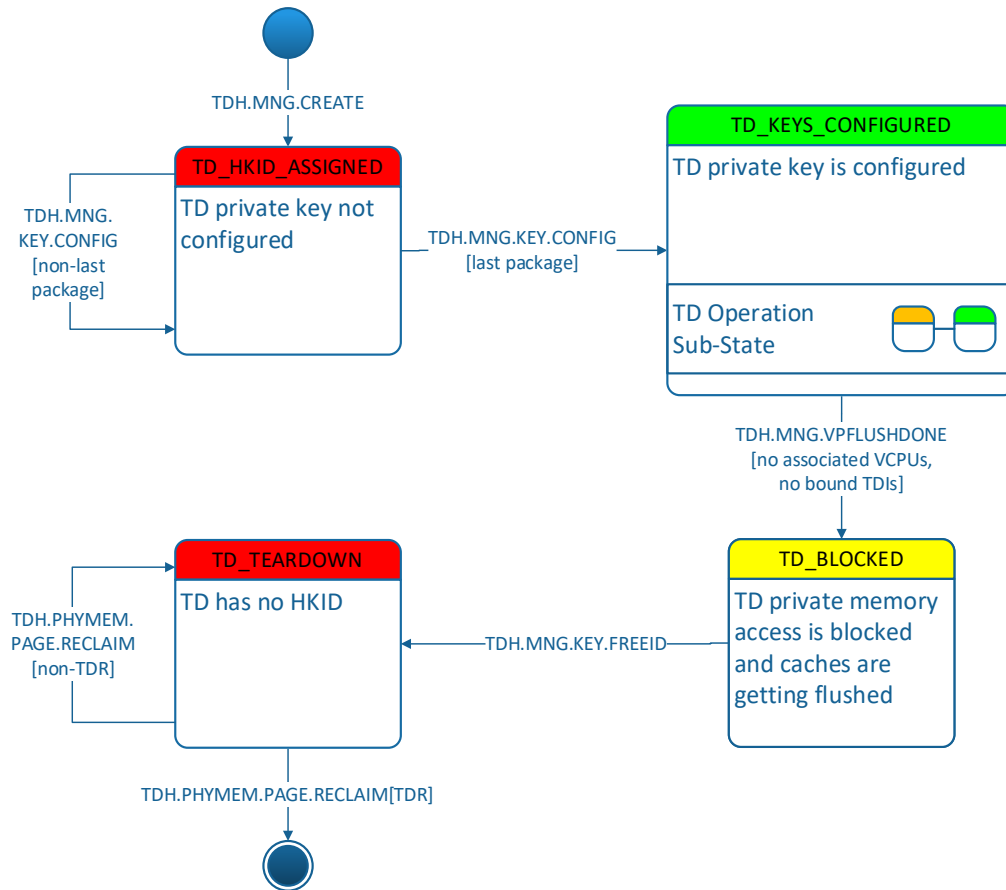 TDH.MNG.CREATE
TD_HKID_ASSIGNED
TD private key not
configured
TDH.MNG.
KEY.CONFIG
[non-last
package]
TDH.MNG.KEY.CONFIG
[last package]
TD_KEYS_CONFIGURED
TD private key is configured
TD Operation
Sub-State
TDH.MNG.VPFLUSHDONE
[no associated VCPUs,
no bound TDIs]
TD_BLOCKED
TD private memory
access is blocked
and caches are
getting flushed
TDH.MNG.KEY.FREEID
TD_TEARDOWN
TD has no HKID
TDH.PHYMEM.
PAGE.RECLAIM
[non-TDR]
TDH.PHYMEM.PAGE.RECLAIM[TDR]